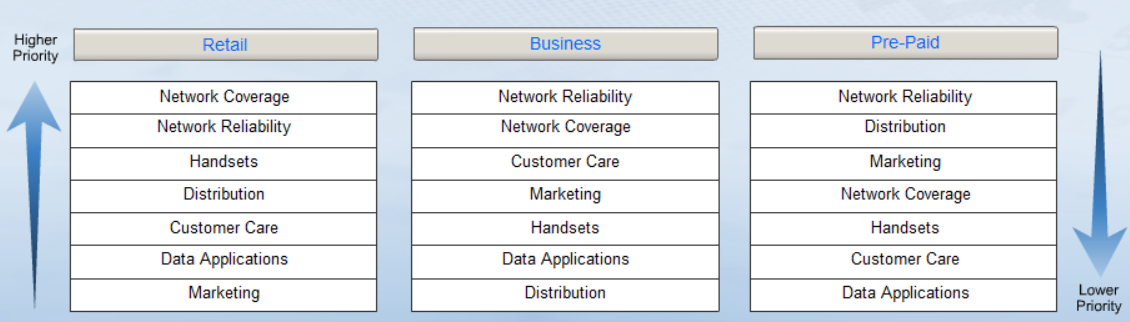 Higher
Priority
Retail
Business
Pre-Paid
Network Coverage
Network Reliability
Network Reliability
Network Reliability
Network Coverage
Distribution
Handsets
Customer Care
Marketing
Distribution
Marketing
Network Coverage
Customer Care
Handsets
Handsets
Data Applications
Data Applications
Customer Care
Marketing
Distribution
Data Applications
Lower
Priority